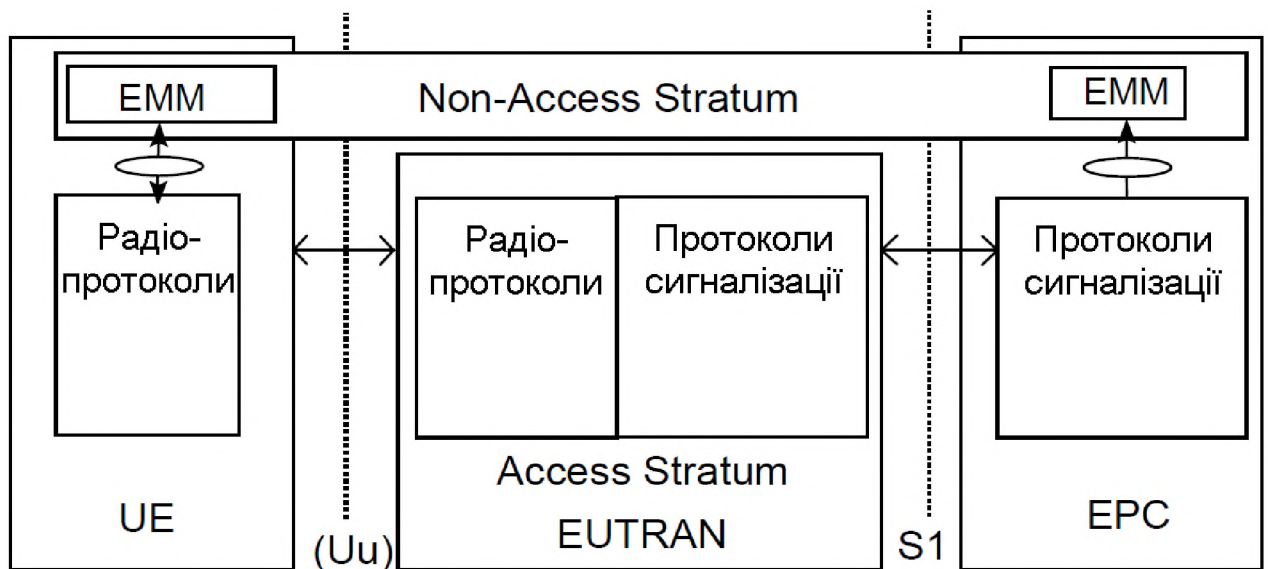 EMM
Non-Access Stratum
EMM
Радіо-
протоколи
Радіо-
протоколи
Протоколи
сигналізації
Протоколи
сигналізації
Access Stratum
UE
(Uu)
EUTRAN
S1
EPC